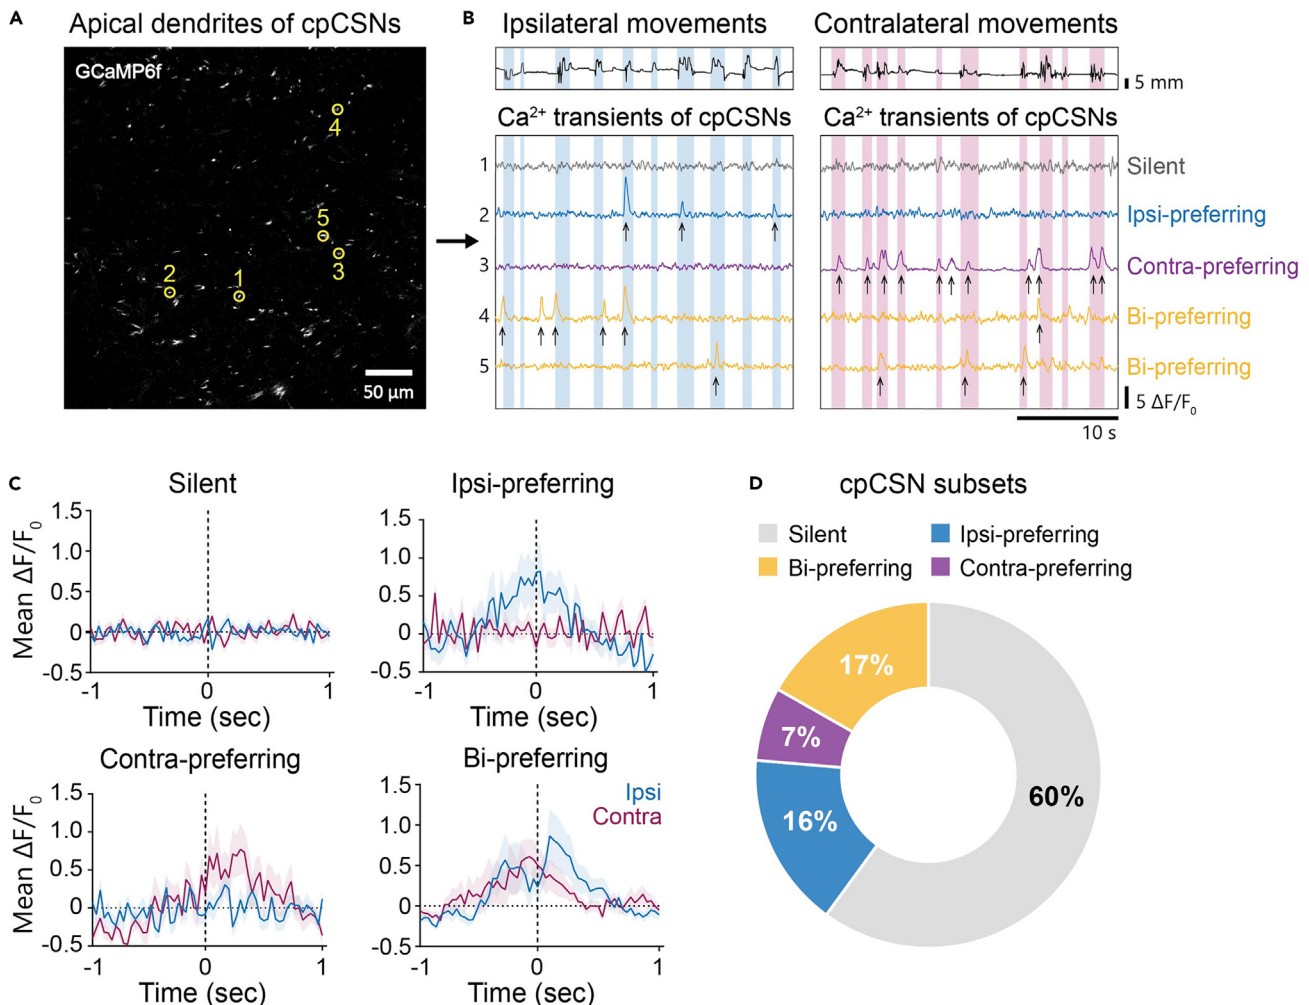 A Apical dendrites of cpCSNs
GCaMP6f
4
5
3
2
1
50 µm
B Ipsilateral movements Contralateral movements
5 mm
Ca²⁺ transients of cpCSNs Ca²⁺ transients of cpCSNs
1 Silent
2 Ipsi-preferring
3 Contra-preferring
4 Bi-preferring
5 Bi-preferring
5 ΔF/F₀
10 s
C
Silent
Mean ΔF/F₀
1.5
1.0
0.5
0
-0.5
-1 0 1
Time (sec)
Ipsi-preferring
1.5
1.0
0.5
0
-0.5
-1 0 1
Time (sec)
Contra-preferring
Mean ΔF/F₀
1.5
1.0
0.5
0
-0.5
-1 0 1
Time (sec)
Bi-preferring
Ipsi
Contra
1.5
1.0
0.5
0
-0.5
-1 0 1
Time (sec)
D cpCSN subsets
Silent Ipsi-preferring
Bi-preferring Contra-preferring
17%
7%
16%
60%